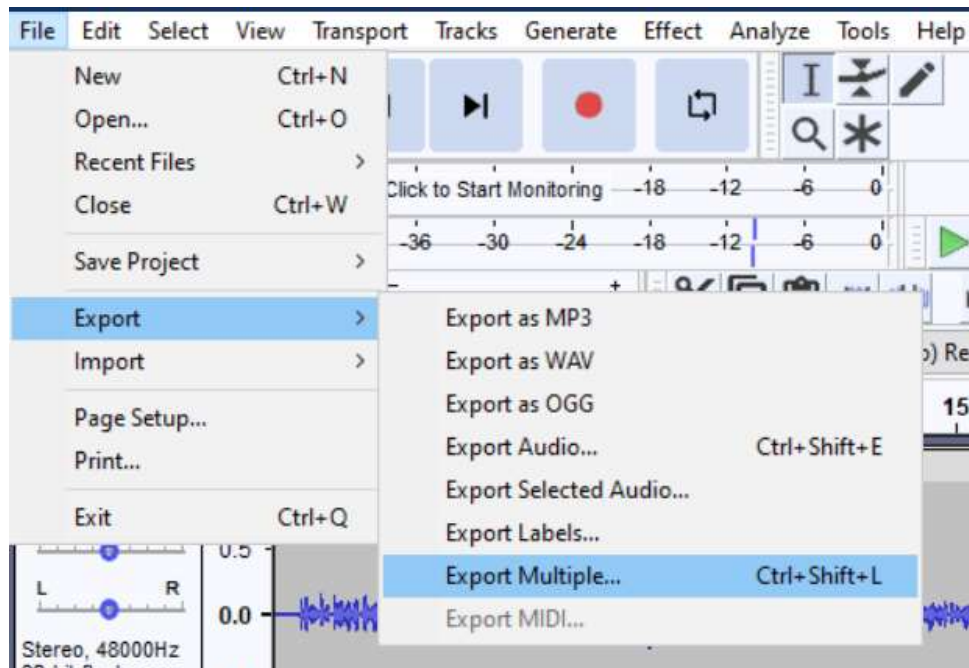 File Edit Select View Transport Tracks Generate Effect Analyze Tools Help
New Ctrl+N
Open... Ctrl+O
Recent Files >
Close Ctrl+W
Save Project >
Export >
Import >
Page Setup...
Print...
Exit Ctrl+Q
Click to Start Monitoring -18 -12 -6 0
-36 -30 -24 -18 -12 -6 0
- +
Export as MP3
Export as WAV
Export as OGG
Export Audio... Ctrl+Shift+E
Export Selected Audio...
Export Labels...
Export Multiple... Ctrl+Shift+L
Export MIDI...
15
0.5
L R
0.0
Stereo, 48000Hz